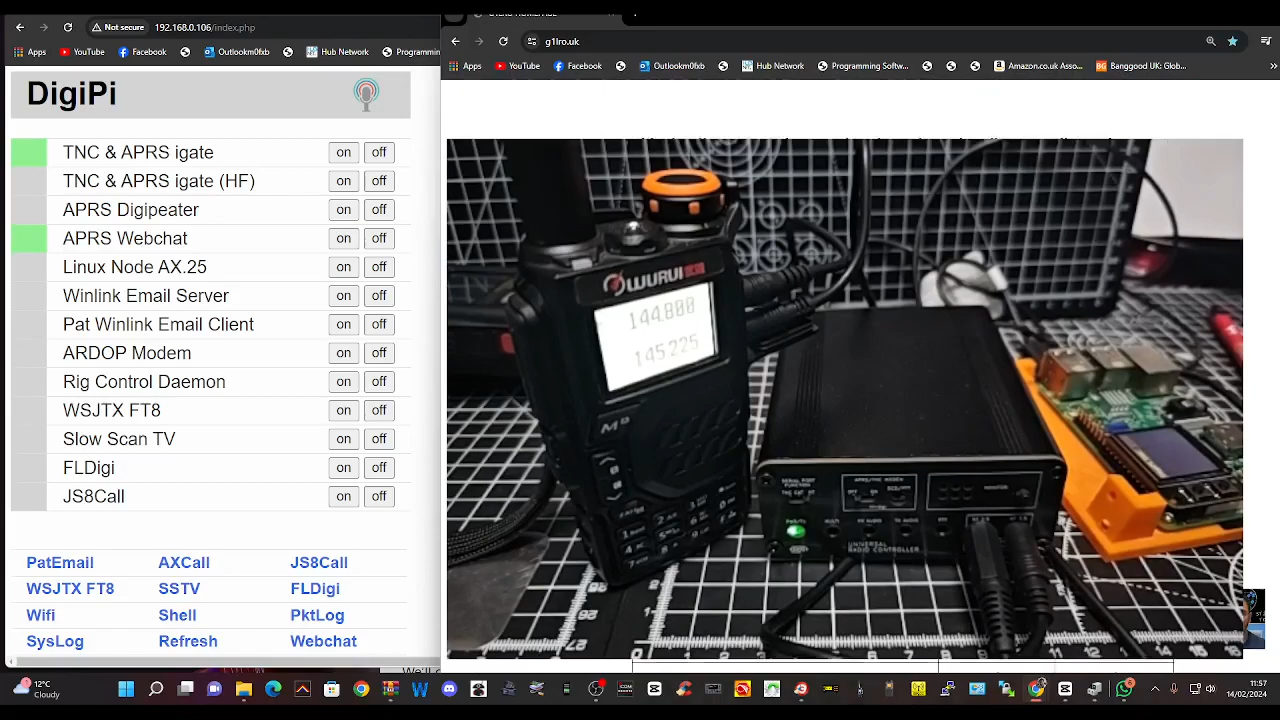 Not secure 192.168.0.106/index.php
Apps YouTube Facebook Outlookm0fxb Hub Network Programming
DigiPi
TNC & APRS igate on off
TNC & APRS igate (HF) on off
APRS Digipeater on off
APRS Webchat on off
Linux Node AX.25 on off
Winlink Email Server on off
Pat Winlink Email Client on off
ARDOP Modem on off
Rig Control Daemon on off
WSJTX FT8 on off
Slow Scan TV on off
FLDigi on off
JS8Call on off
PatEmail AXCall JS8Call
WSJTX FT8 SSTV FLDigi
Wifi Shell PktLog
SysLog Refresh Webchat
g1lro.uk
Apps YouTube Facebook Outlookm0fxb Hub Network Programming Softw... Amazon.co.uk Asso... Banggood UK: Glob...
WURUI
144.800
145.225
UNIVERSAL
RADIO CONTROLLER
12°C
Cloudy
11:57
14/02/2024